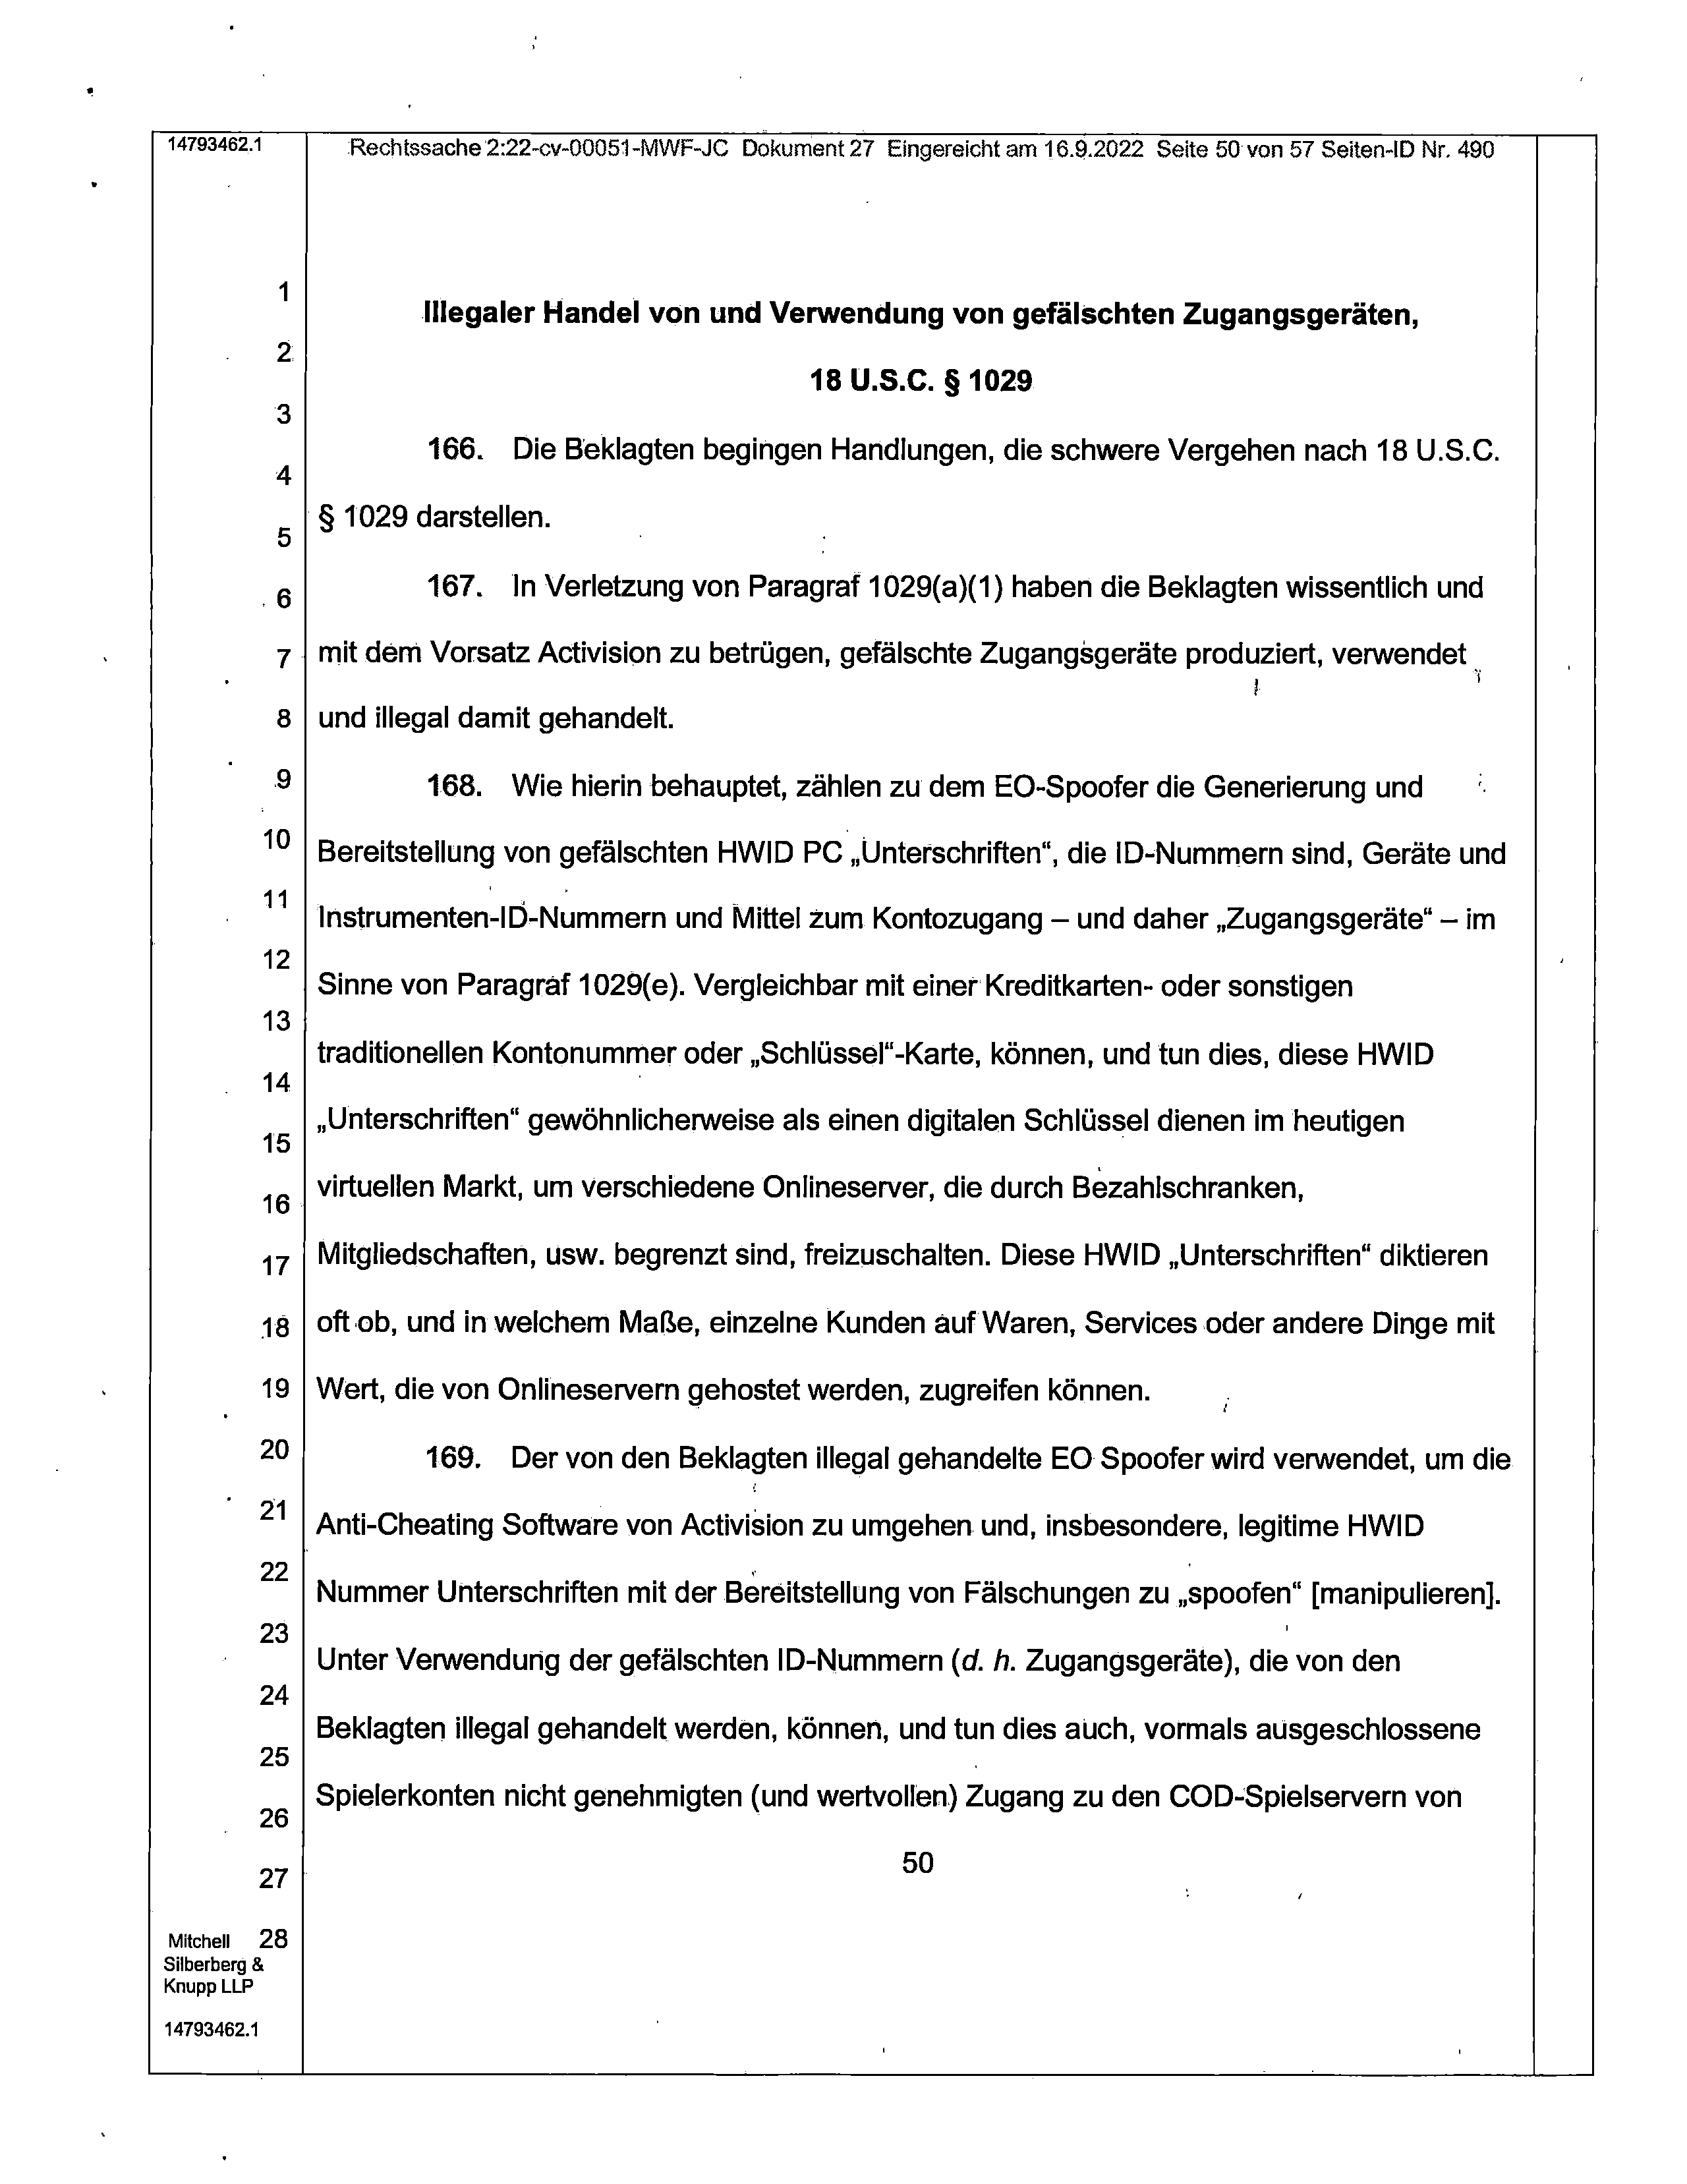 14793462.1
Rechtssache 2:22-cv-00051-MWF-JC Dokument 27 Eingereicht am 16.9.2022 Seite 50 von 57 Seiten-ID Nr. 490
1
Illegaler Handel von und Verwendung von gefälschten Zugangsgeräten,
2
18 U.S.C. § 1029
3
166. Die Beklagten begingen Handlungen, die schwere Vergehen nach 18 U.S.C.
4
§ 1029 darstellen.
5
167. In Verletzung von Paragraf 1029(a)(1) haben die Beklagten wissentlich und
6
7 mit dem Vorsatz Activision zu betrügen, gefälschte Zugangsgeräte produziert, verwendet
8 und illegal damit gehandelt.
9 168. Wie hierin behauptet, zählen zu dem EO-Spoofer die Generierung und
10 Bereitstellung von gefälschten HWID PC „Unterschriften“, die ID-Nummern sind, Geräte und
11 Instrumenten-ID-Nummern und Mittel zum Kontozugang – und daher „Zugangsgeräte“ – im
12
Sinne von Paragraf 1029(e). Vergleichbar mit einer Kreditkarten- oder sonstigen
13
traditionellen Kontonummer oder „Schlüssel“-Karte, können, und tun dies, diese HWID
14
„Unterschriften“ gewöhnlicherweise als einen digitalen Schlüssel dienen im heutigen
15
virtuellen Markt, um verschiedene Onlineserver, die durch Bezahlschranken,
16
17 Mitgliedschaften, usw. begrenzt sind, freizuschalten. Diese HWID „Unterschriften“ diktieren
18 oft ob, und in welchem Maße, einzelne Kunden auf Waren, Services oder andere Dinge mit
19 Wert, die von Onlineservern gehostet werden, zugreifen können.
20 169. Der von den Beklagten illegal gehandelte EO Spoofer wird verwendet, um die
21 Anti-Cheating Software von Activision zu umgehen und, insbesondere, legitime HWID
22
Nummer Unterschriften mit der Bereitstellung von Fälschungen zu „spoofen“ [manipulieren].
23
Unter Verwendung der gefälschten ID-Nummern (d. h. Zugangsgeräte), die von den
24
Beklagten illegal gehandelt werden, können, und tun dies auch, vormals ausgeschlossene
25
Spielerkonten nicht genehmigten (und wertvollen) Zugang zu den COD-Spielservern von
26
50
27
Mitchell 28
Silberberg &
Knupp LLP
14793462.1